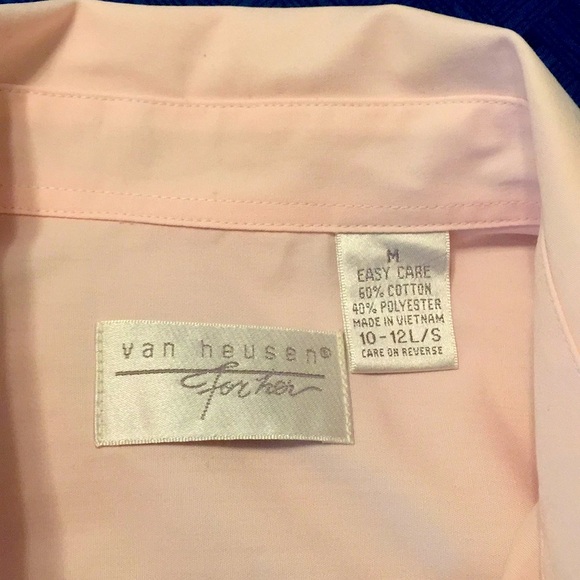 M
EASY CARE
60% COTTON
40% POLYESTER
MADE IN VIETNAM
10-12L/S
CARE ON REVERSE
van heusen®
for her